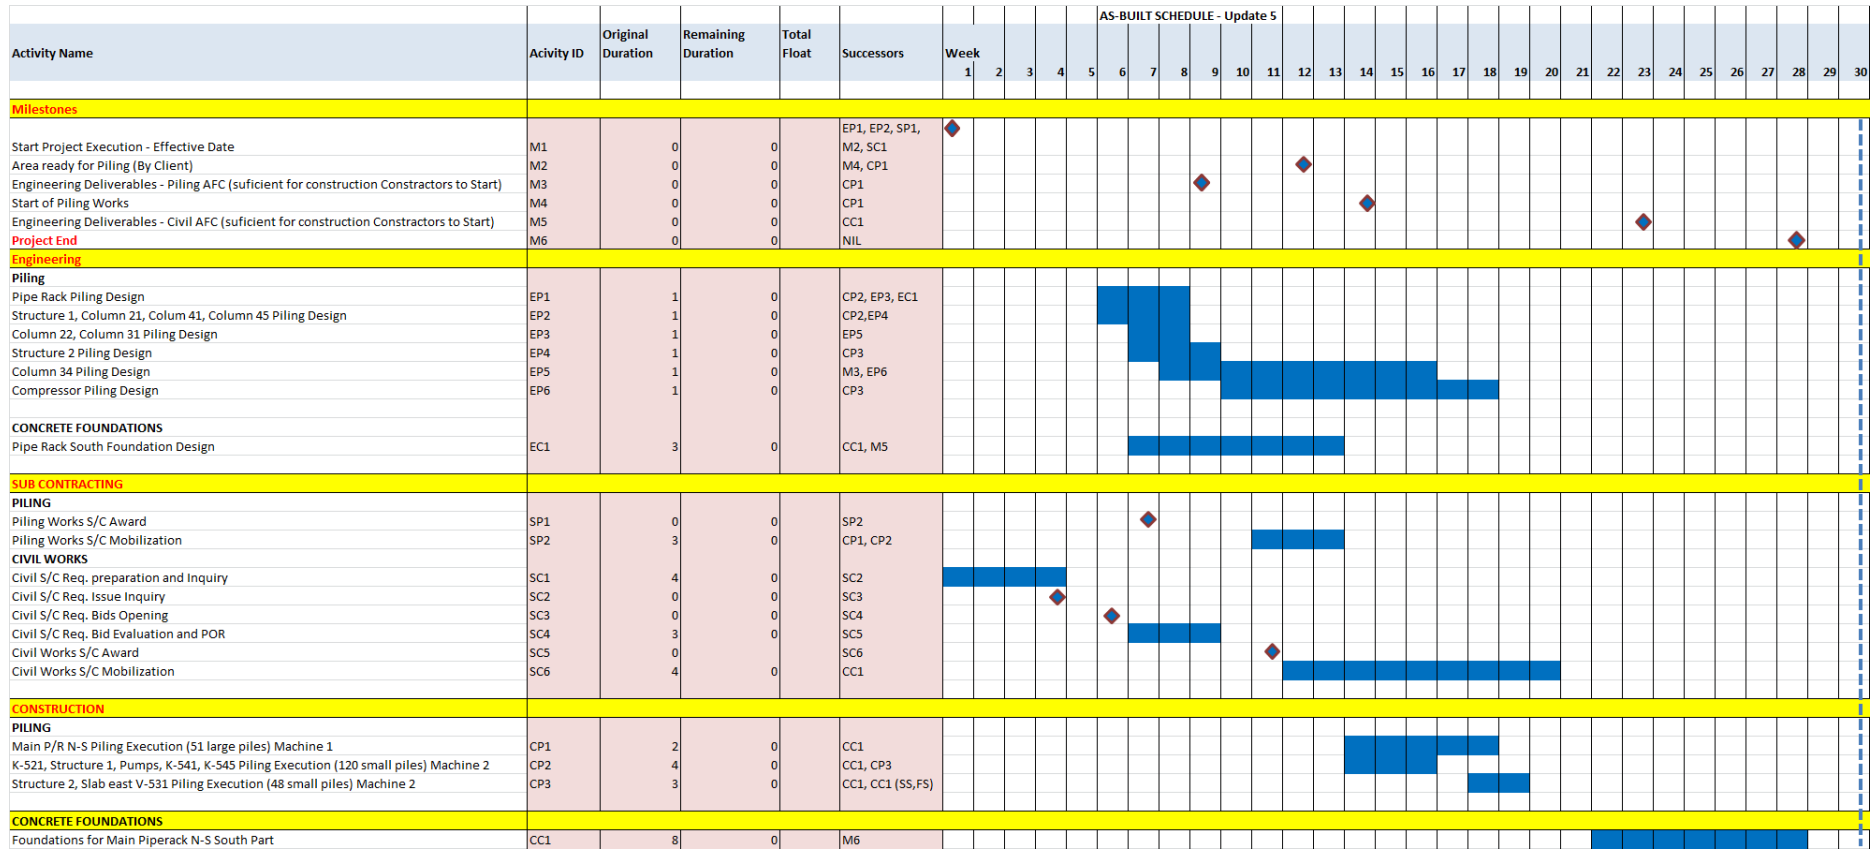 AS-BUILT SCHEDULE - Update 5
Original Remaining Total
Activity Name Acivity ID Duration Duration Float Successors Week
1 2 3 4 5 6 7 8 9 10 11 12 13 14 15 16 17 18 19 20 21 22 23 24 25 26 27 28 29 30
Milestones
EP1, EP2, SP1,
Start Project Execution - Effective Date M1 0 0 M2, SC1
Area ready for Piling (By Client) M2 0 0 M4, CP1
Engineering Deliverables - Piling AFC (suficient for construction Constractors to Start) M3 0 0 CP1
Start of Piling Works M4 0 0 CP1
Engineering Deliverables - Civil AFC (suficient for construction Constractors to Start) M5 0 0 CC1
Project End M6 0 0 NIL
Engineering
Piling
Pipe Rack Piling Design EP1 1 0 CP2, EP3, EC1
Structure 1, Column 21, Colum 41, Column 45 Piling Design EP2 1 0 CP2,EP4
Column 22, Column 31 Piling Design EP3 1 0 EP5
Structure 2 Piling Design EP4 1 0 CP3
Column 34 Piling Design EP5 1 0 M3, EP6
Compressor Piling Design EP6 1 0 CP3
CONCRETE FOUNDATIONS
Pipe Rack South Foundation Design EC1 3 0 CC1, M5
SUB CONTRACTING
PILING
Piling Works S/C Award SP1 0 0 SP2
Piling Works S/C Mobilization SP2 3 0 CP1, CP2
CIVIL WORKS
Civil S/C Req. preparation and Inquiry SC1 4 0 SC2
Civil S/C Req. Issue Inquiry SC2 0 0 SC3
Civil S/C Req. Bids Opening SC3 0 0 SC4
Civil S/C Req. Bid Evaluation and POR SC4 3 0 SC5
Civil Works S/C Award SC5 0 SC6
Civil Works S/C Mobilization SC6 4 0 CC1
CONSTRUCTION
PILING
Main P/R N-S Piling Execution (51 large piles) Machine 1 CP1 2 0 CC1
K-521, Structure 1, Pumps, K-541, K-545 Piling Execution (120 small piles) Machine 2 CP2 4 0 CC1, CP3
Structure 2, Slab east V-531 Piling Execution (48 small piles) Machine 2 CP3 3 0 CC1, CC1 (SS,FS)
CONCRETE FOUNDATIONS
Foundations for Main Piperack N-S South Part CC1 8 0 M6